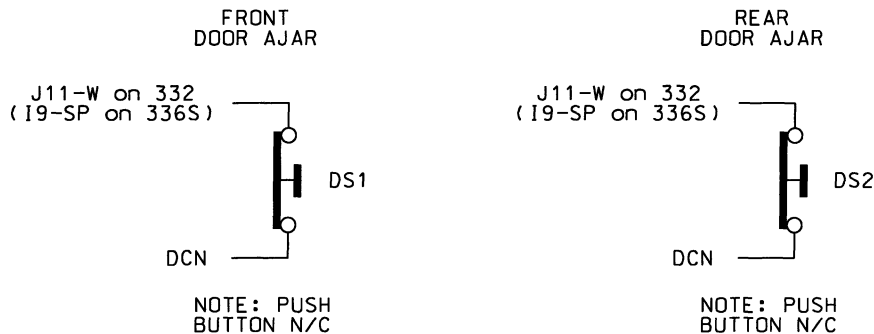 FRONT
DOOR AJAR
J11-W on 332
(I9-SP on 336S)
DS1
DCN
NOTE: PUSH
BUTTON N/C
REAR
DOOR AJAR
J11-W on 332
(I9-SP on 336S)
DS2
DCN
NOTE: PUSH
BUTTON N/C